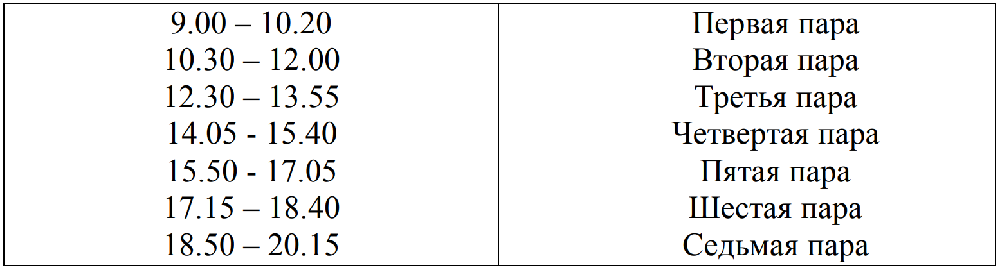 9.00 – 10.20 Первая пара
10.30 – 12.00 Вторая пара
12.30 – 13.55 Третья пара
14.05 - 15.40 Четвертая пара
15.50 - 17.05 Пятая пара
17.15 – 18.40 Шестая пара
18.50 – 20.15 Седьмая пара